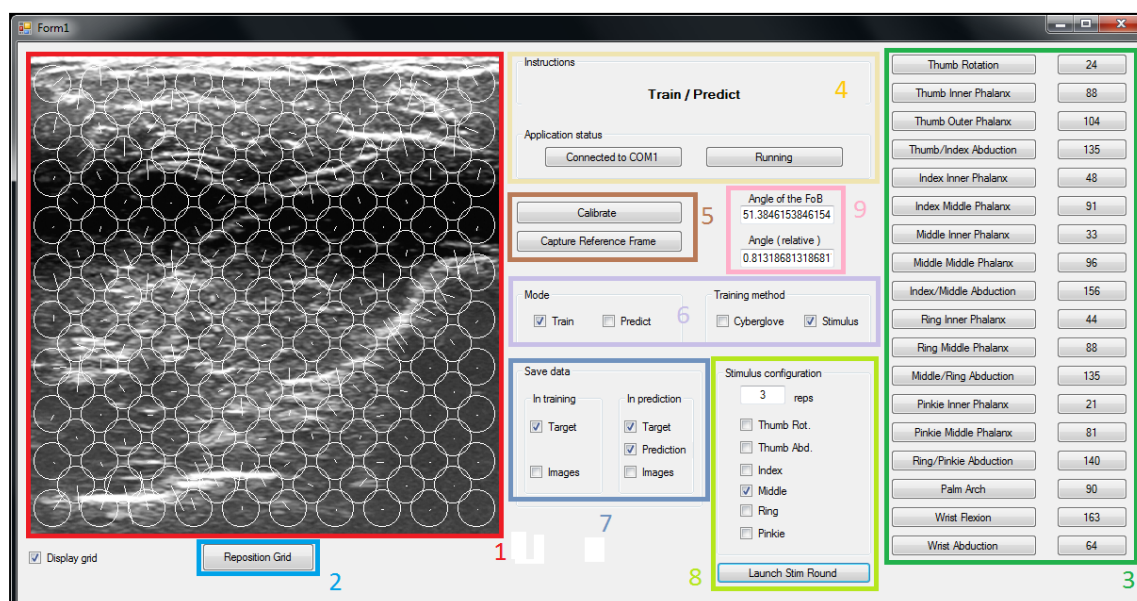 Form1
1
Display grid
Reposition Grid
2
Instructions
Train / Predict
4
Application status
Connected to COM1
Running
Calibrate
Capture Reference Frame
5
Angle of the FoB
51.3846153846154
Angle ( relative )
0.81318681318681
9
Mode
Train
Predict
6
Training method
Cyberglove
Stimulus
Save data
In training
Target
Images
In prediction
Target
Prediction
Images
7
Stimulus configuration
3 reps
Thumb Rot.
Thumb Abd.
Index
Middle
Ring
Pinkie
Launch Stim Round
8
Thumb Rotation 24
Thumb Inner Phalanx 88
Thumb Outer Phalanx 104
Thumb/Index Abduction 135
Index Inner Phalanx 48
Index Middle Phalanx 91
Middle Inner Phalanx 33
Middle Middle Phalanx 96
Index/Middle Abduction 156
Ring Inner Phalanx 44
Ring Middle Phalanx 88
Middle/Ring Abduction 135
Pinkie Inner Phalanx 21
Pinkie Middle Phalanx 81
Ring/Pinkie Abduction 140
Palm Arch 90
Wrist Flexion 163
Wrist Abduction 64
3